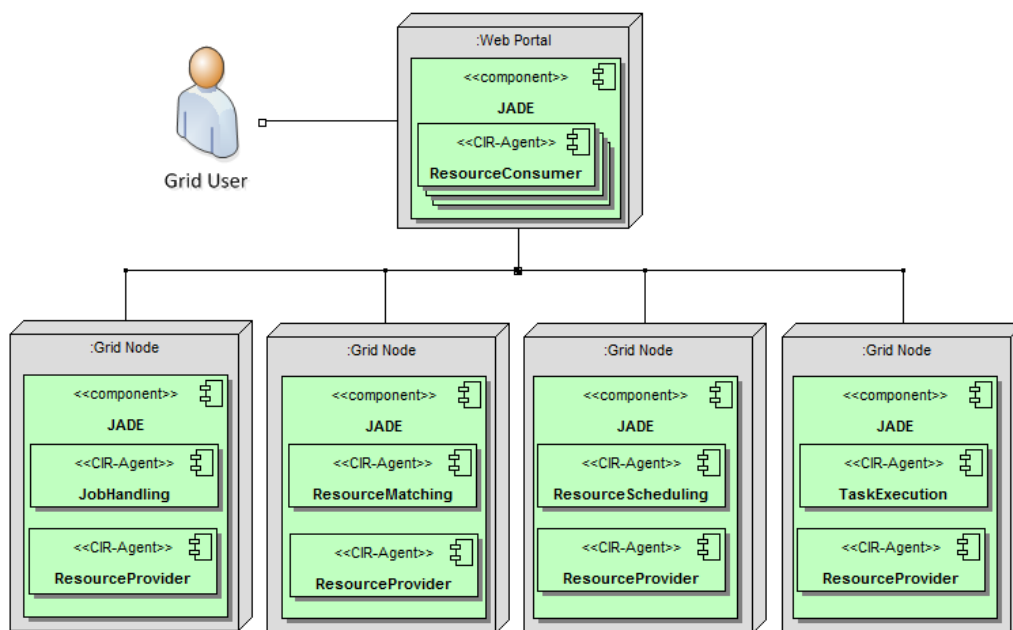 :Web Portal
<<component>>
JADE
<<CIR-Agent>>
ResourceConsumer
Grid User
:Grid Node
<<component>>
JADE
<<CIR-Agent>>
JobHandling
<<CIR-Agent>>
ResourceProvider
:Grid Node
<<component>>
JADE
<<CIR-Agent>>
ResourceMatching
<<CIR-Agent>>
ResourceProvider
:Grid Node
<<component>>
JADE
<<CIR-Agent>>
ResourceScheduling
<<CIR-Agent>>
ResourceProvider
:Grid Node
<<component>>
JADE
<<CIR-Agent>>
TaskExecution
<<CIR-Agent>>
ResourceProvider